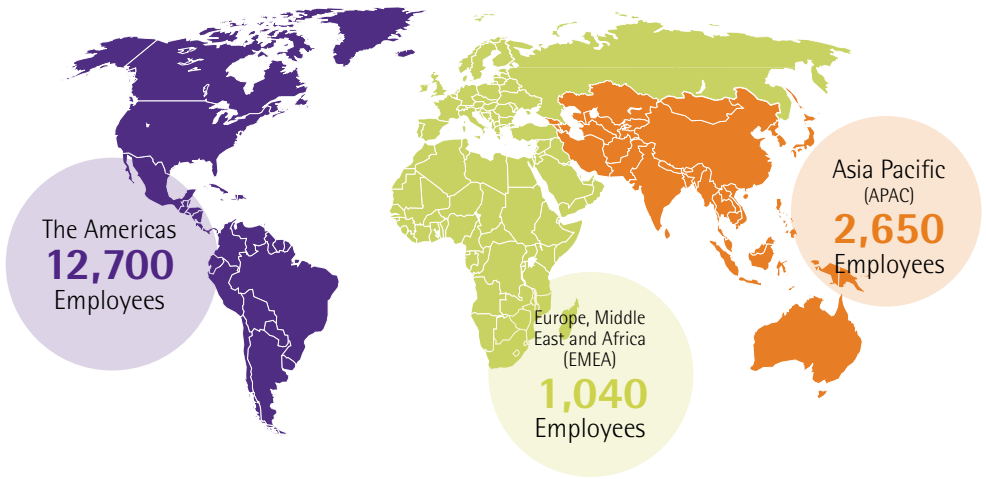 The Americas
12,700
Employees
Europe, Middle
East and Africa
(EMEA)
1,040
Employees
Asia Pacific
(APAC)
2,650
Employees